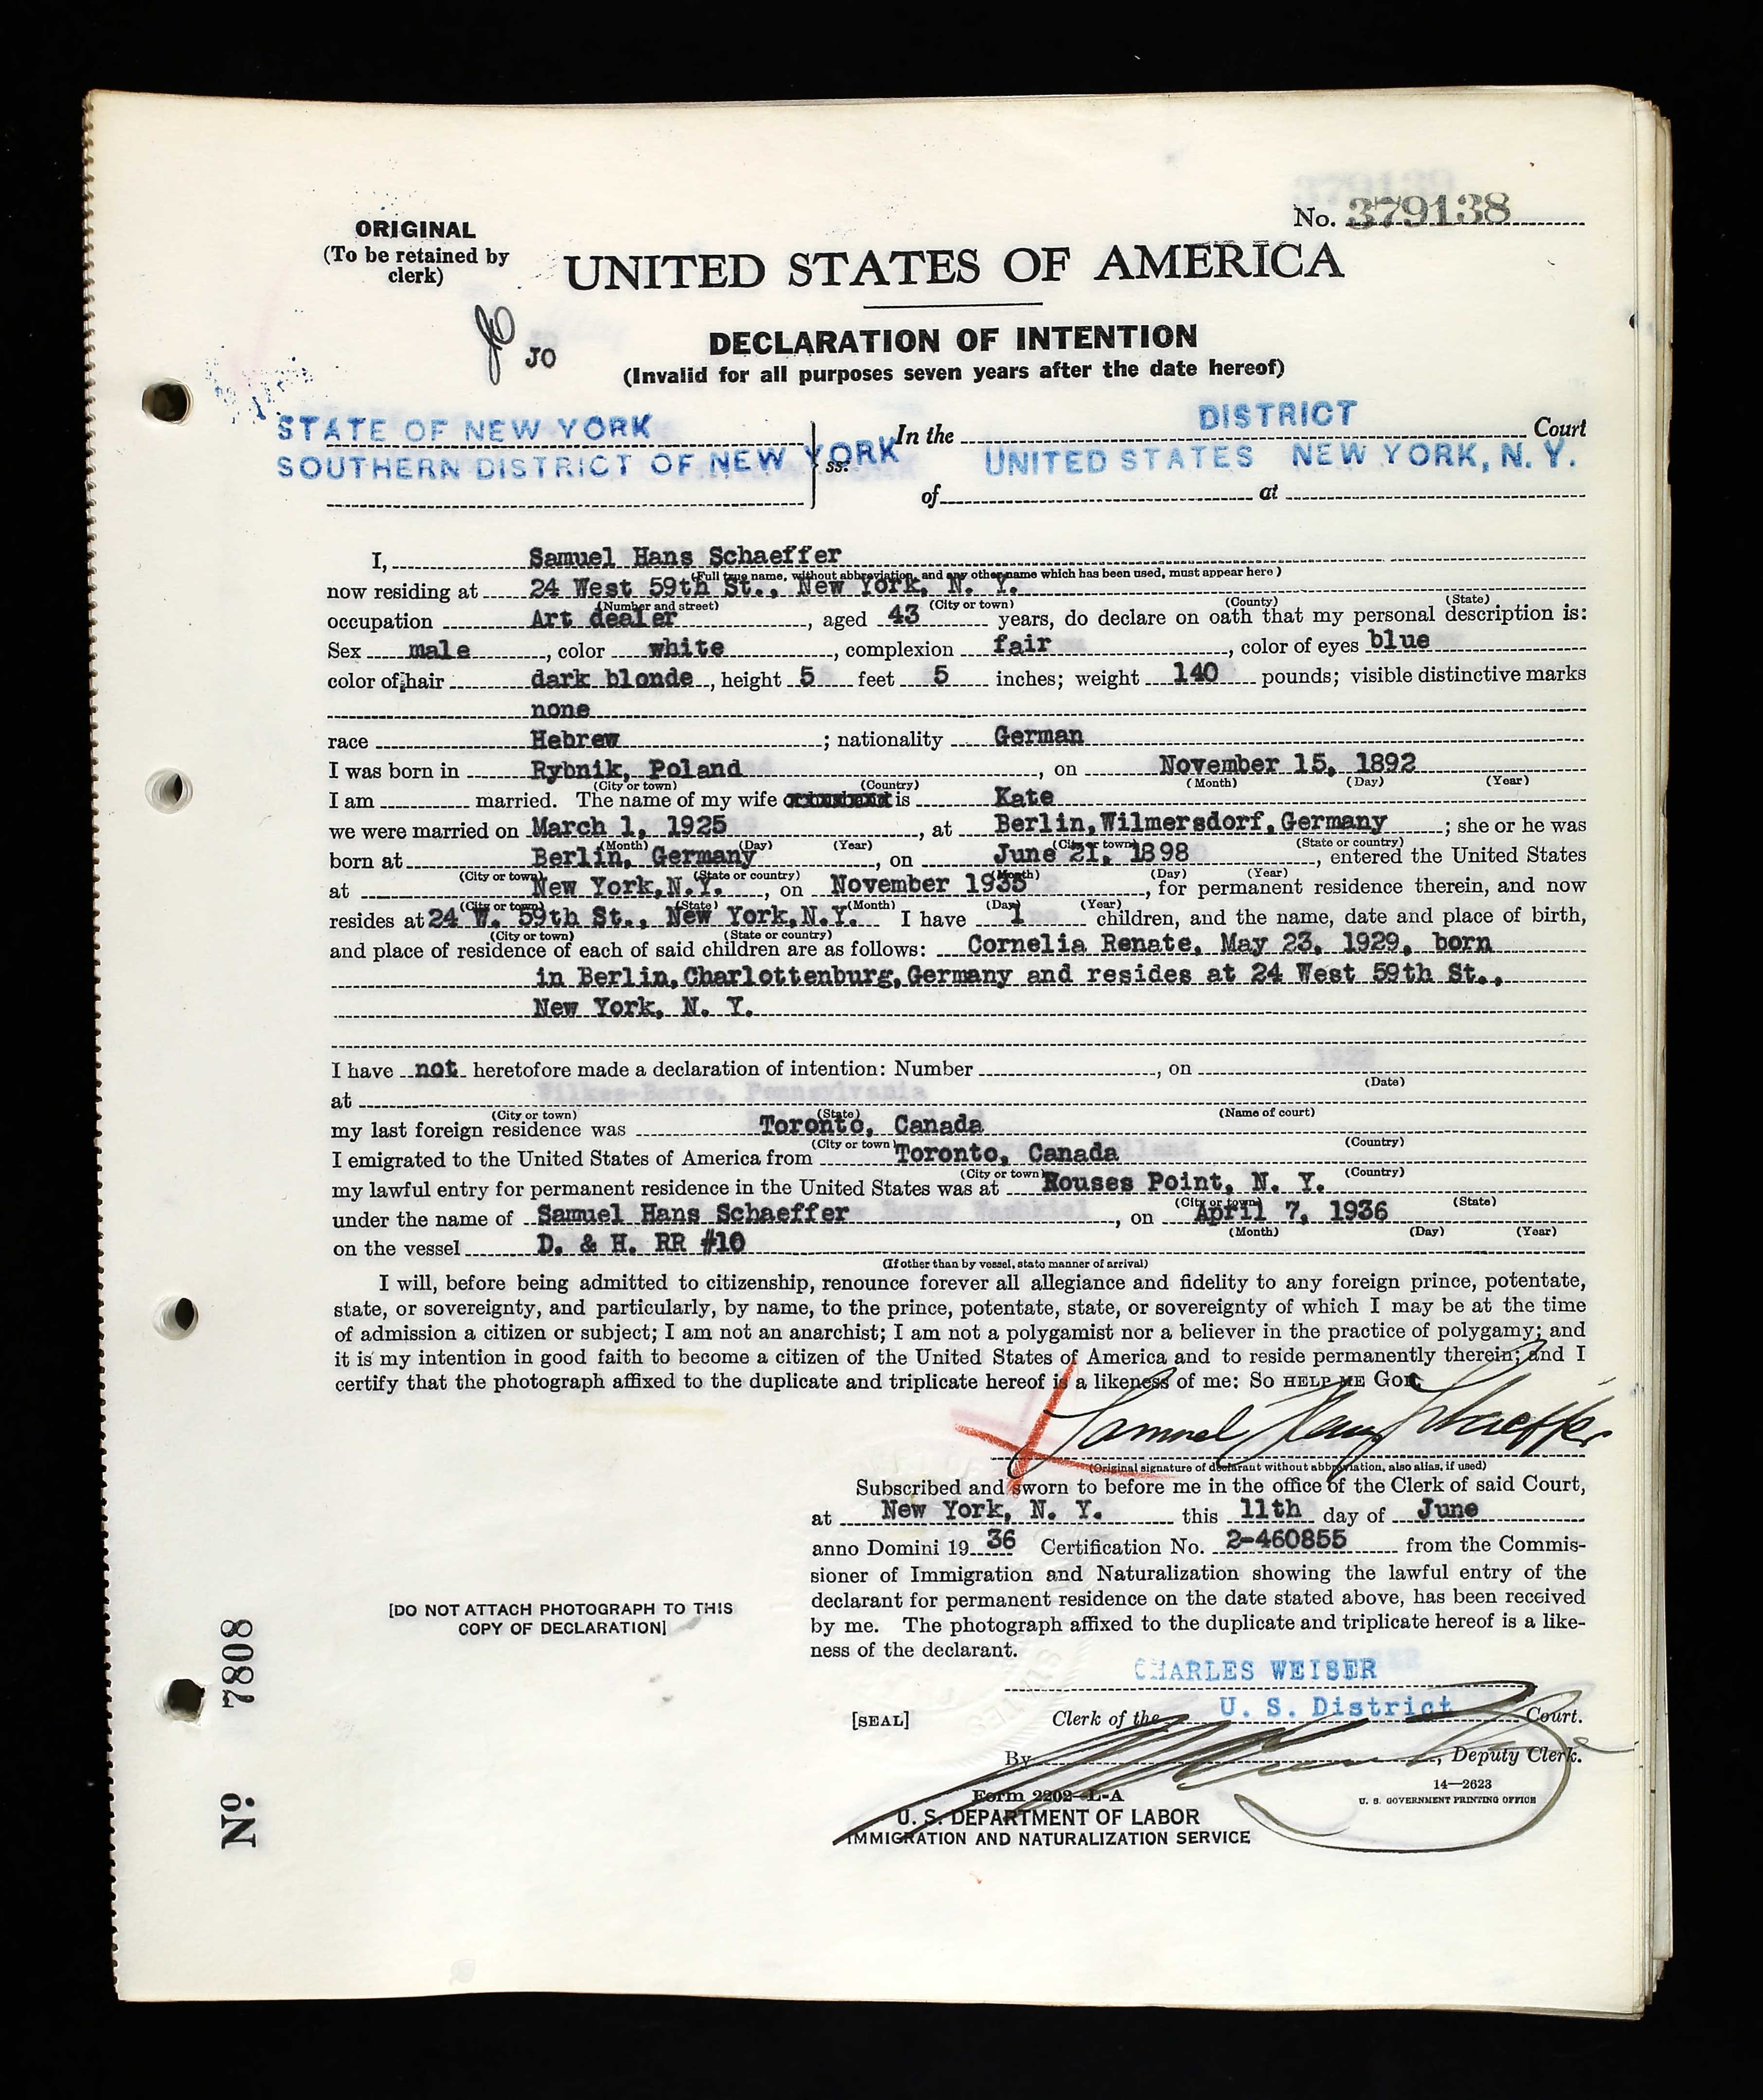 No. 379138
ORIGINAL
(To be retained by
clerk)
UNITED STATES OF AMERICA
JO
JO
DECLARATION OF INTENTION
(Invalid for all purposes seven years after the date hereof)
STATE OF NEW YORK
SOUTHERN DISTRICT OF NEW YORK
ss:
In the DISTRICT Court
UNITED STATES NEW YORK, N. Y.
of at
I, Samuel Hans Schaeffer
(Full true name, without abbreviation, and any other name which has been used, must appear here)
now residing at 24 West 59th St., New York, N. Y.
(Number and street) (City or town) (County) (State)
occupation Art dealer, aged 43 years, do declare on oath that my personal description is:
Sex male, color white, complexion fair, color of eyes blue
color of hair dark blonde, height 5 feet 5 inches; weight 140 pounds; visible distinctive marks
none
race Hebrew; nationality German
I was born in Rybnik, Poland, on November 15, 1892
(City or town) (Country) (Month) (Day) (Year)
I am married. The name of my wife or husband is Kate
we were married on March 1, 1925, at Berlin,Wilmersdorf,Germany; she or he was
(Month) (Day) (Year) (City or town) (State or country)
born at Berlin, Germany, on June 21, 1898, entered the United States
(City or town) (State or country) (Month) (Day) (Year)
at New York,N.Y., on November 1935, for permanent residence therein, and now
(City or town) (State) (Month) (Day) (Year)
resides at 24 W. 59th St., New York,N.Y. I have 1 children, and the name, date and place of birth,
(City or town) (State or country)
and place of residence of each of said children are as follows: Cornelia Renate, May 23, 1929, born
in Berlin,Charlottenburg,Germany and resides at 24 West 59th St.,
New York, N. Y.
I have not heretofore made a declaration of intention: Number, on
(Date)
at
(City or town) (State) (Name of court)
my last foreign residence was Toronto, Canada
(City or town) (Country)
I emigrated to the United States of America from Toronto, Canada
(City or town) (Country)
my lawful entry for permanent residence in the United States was at Rouses Point, N. Y.
(City or town) (State)
under the name of Samuel Hans Schaeffer, on April 7, 1936
(Month) (Day) (Year)
on the vessel D. & H. RR #10
(If other than by vessel, state manner of arrival)
I will, before being admitted to citizenship, renounce forever all allegiance and fidelity to any foreign prince, potentate,
state, or sovereignty, and particularly, by name, to the prince, potentate, state, or sovereignty of which I may be at the time
of admission a citizen or subject; I am not an anarchist; I am not a polygamist nor a believer in the practice of polygamy; and
it is my intention in good faith to become a citizen of the United States of America and to reside permanently therein; and I
certify that the photograph affixed to the duplicate and triplicate hereof is a likeness of me: So HELP ME GOD.
Samuel Hans Schaeffer
(Original signature of declarant without abbreviation, also alias, if used)
Subscribed and sworn to before me in the office of the Clerk of said Court,
at New York, N. Y. this 11th day of June
anno Domini 19 36 Certification No. 2-460855 from the Commis-
sioner of Immigration and Naturalization showing the lawful entry of the
declarant for permanent residence on the date stated above, has been received
by me. The photograph affixed to the duplicate and triplicate hereof is a like-
ness of the declarant.
[DO NOT ATTACH PHOTOGRAPH TO THIS
COPY OF DECLARATION]
CHARLES WEISER
[SEAL]
Clerk of the U. S. District Court.
By , Deputy Clerk.
Form 2202-L-A
U. S. DEPARTMENT OF LABOR
IMMIGRATION AND NATURALIZATION SERVICE
14—2623
U. S. GOVERNMENT PRINTING OFFICE
No. 7808